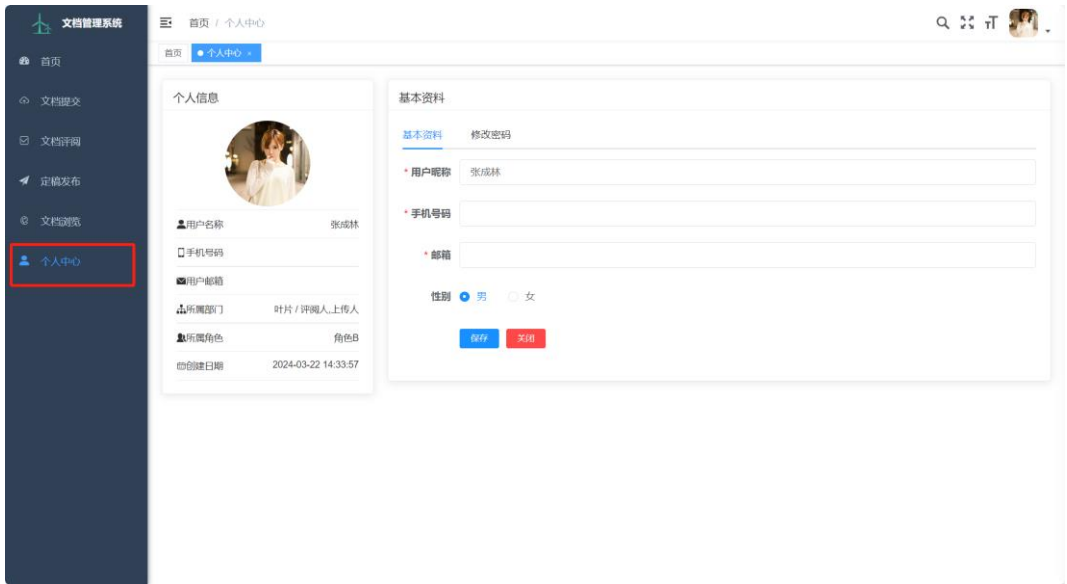 文档管理系统
首页 / 个人中心
首页
个人中心 ×
首页
文档提交
文档评阅
定稿发布
文档浏览
个人中心
个人信息
用户名称 张成林
手机号码
用户邮箱
所属部门 叶片 / 评阅人,上传人
所属角色 角色B
创建日期 2024-03-22 14:33:57
基本资料
基本资料 修改密码
* 用户昵称 张成林
* 手机号码
* 邮箱
性别 男 女
保存 关闭